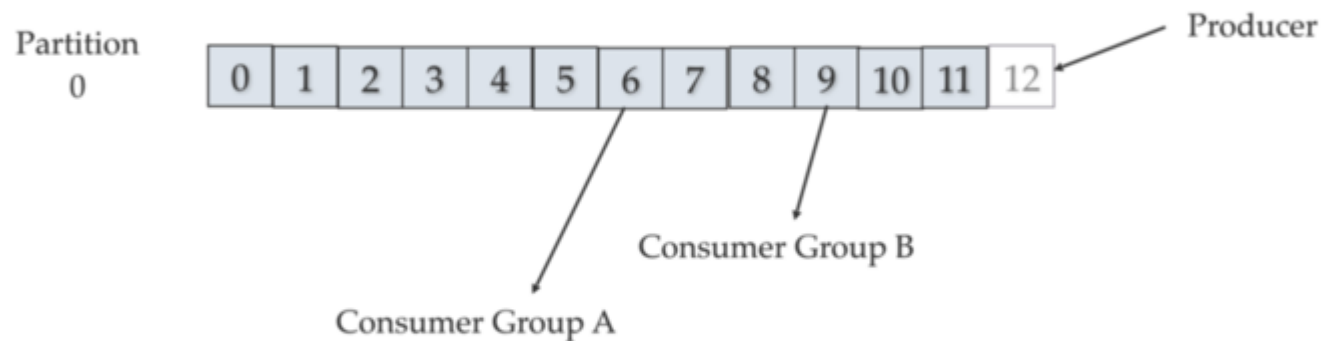 Partition
0
0 1 2 3 4 5 6 7 8 9 10 11 12
Producer
Consumer Group B
Consumer Group A